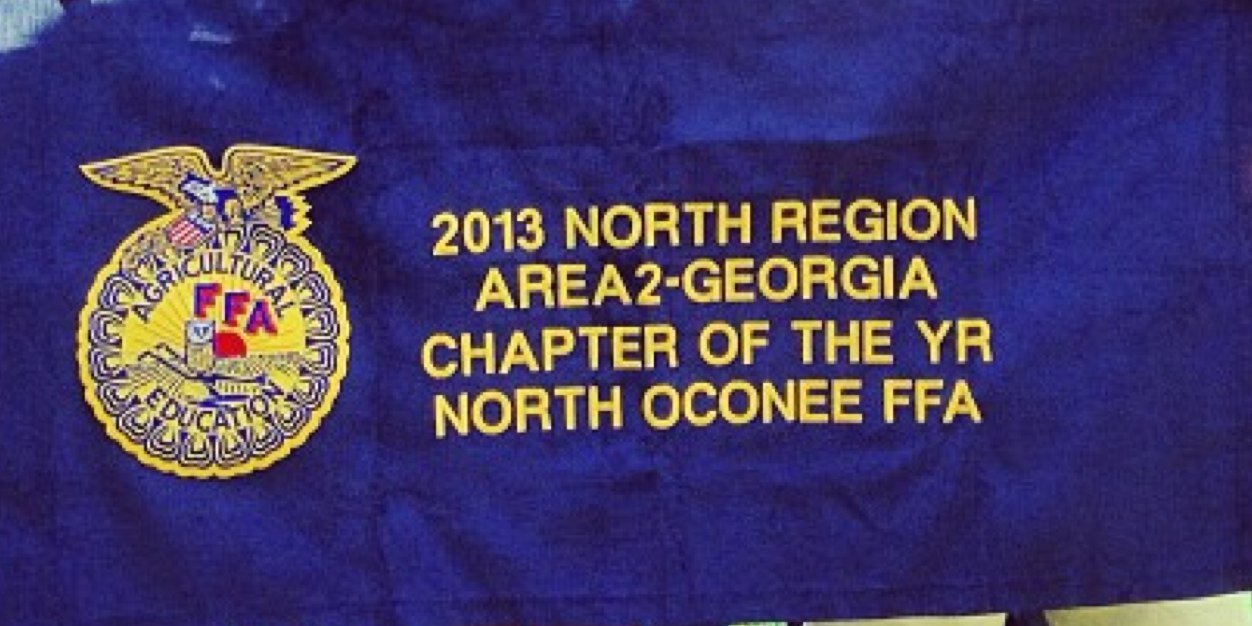 AGRICULTURAL
FFA
EDUCATION
2013 NORTH REGION
AREA2-GEORGIA
CHAPTER OF THE YR
NORTH OCONEE FFA